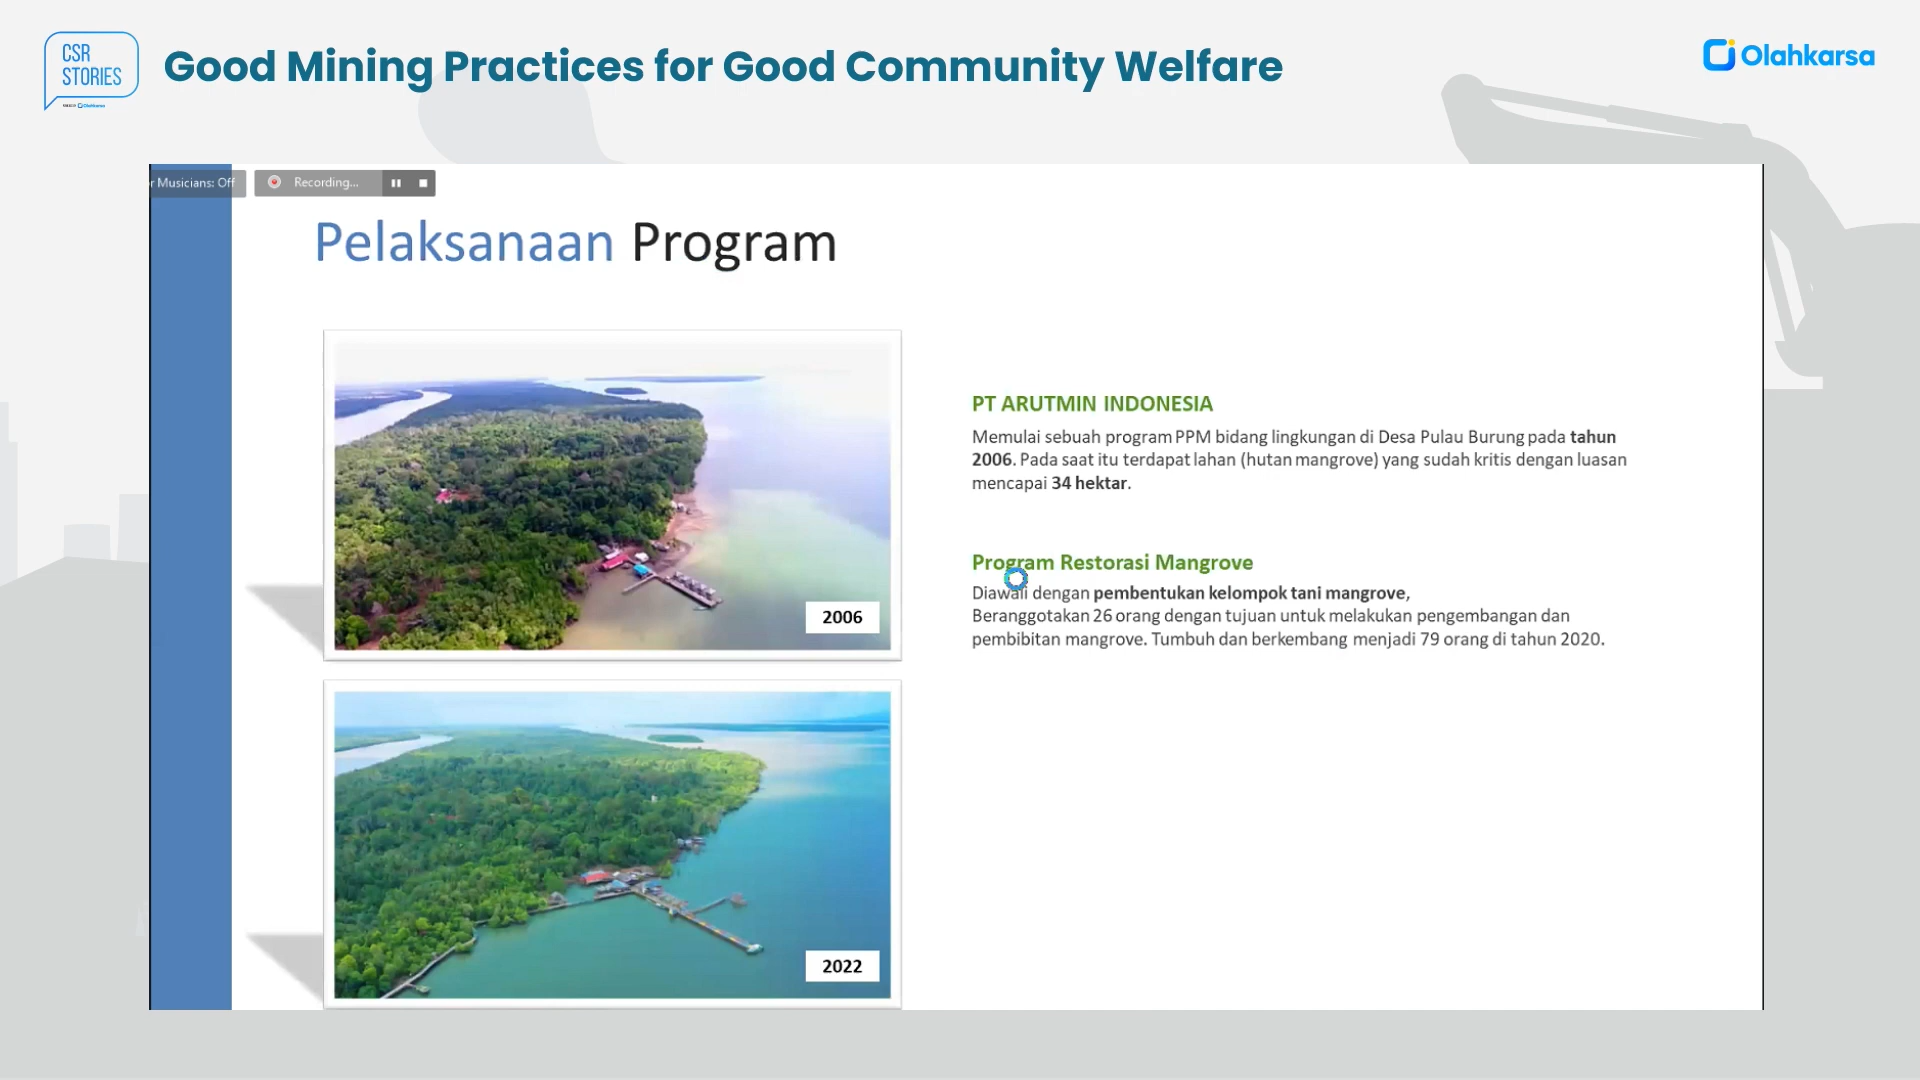 CSR
STORIES
Olahkarsa
Good Mining Practices for Good Community Welfare
Olahkarsa
r Musicians: Off
Recording...
Pelaksanaan Program
2006
PT ARUTMIN INDONESIA
Memulai sebuah program PPM bidang lingkungan di Desa Pulau Burung pada tahun
2006. Pada saat itu terdapat lahan (hutan mangrove) yang sudah kritis dengan luasan
mencapai 34 hektar.
Program Restorasi Mangrove
Diawali dengan pembentukan kelompok tani mangrove,
Beranggotakan 26 orang dengan tujuan untuk melakukan pengembangan dan
pembibitan mangrove. Tumbuh dan berkembang menjadi 79 orang di tahun 2020.
2022